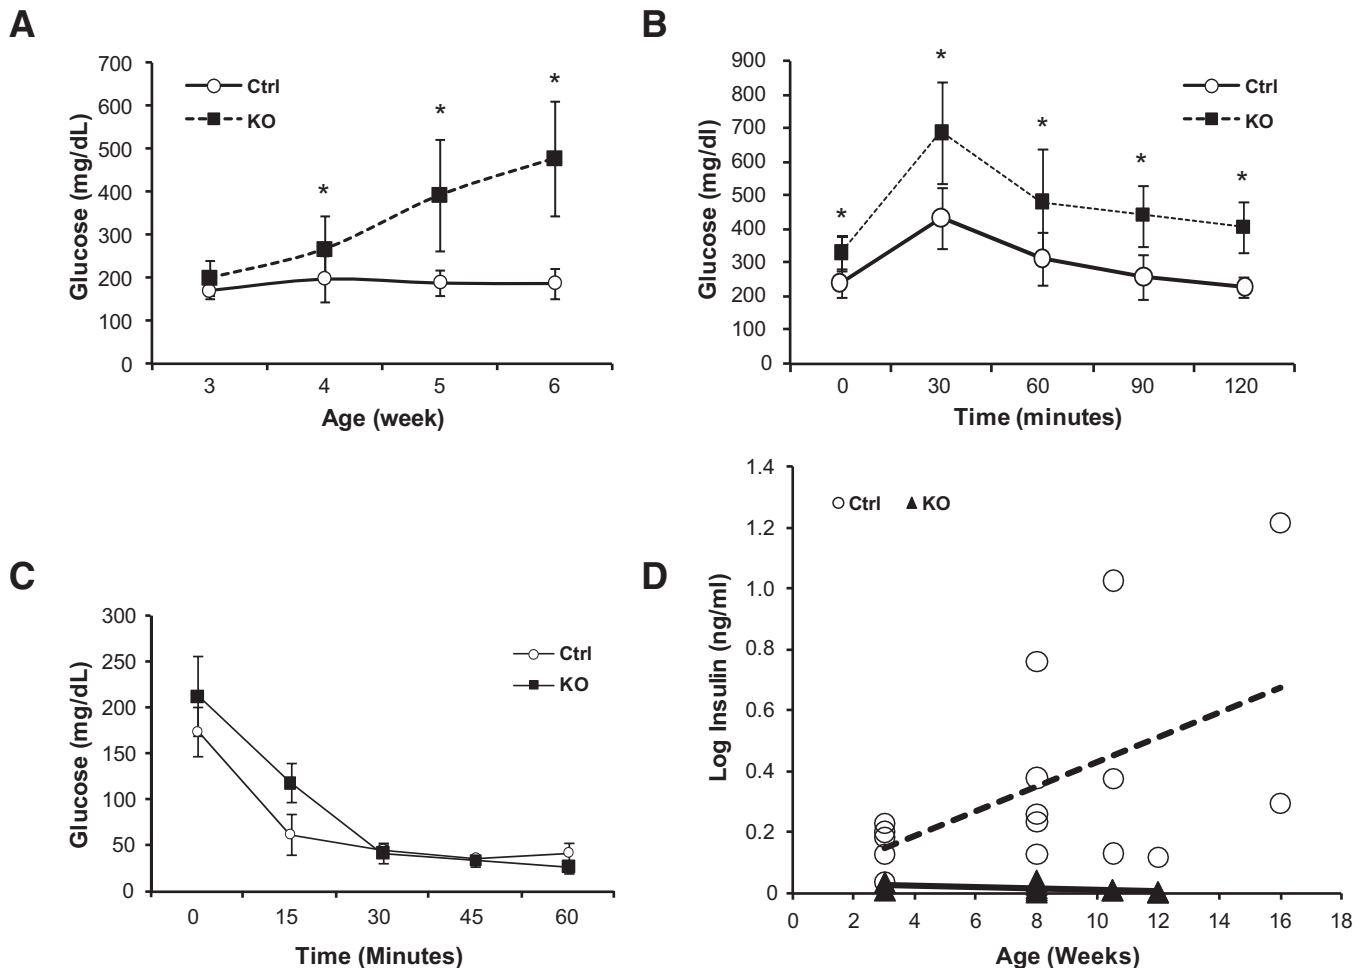 A
Glucose (mg/dL)
700
600
500
400
300
200
100
0
Ctrl
KO
*
*
*
3 4 5 6
Age (week)
B
Glucose (mg/dl)
900
800
700
600
500
400
300
200
100
0
Ctrl
KO
*
*
*
*
*
0 30 60 90 120
Time (minutes)
C
Glucose (mg/dL)
300
250
200
150
100
50
0
Ctrl
KO
0 15 30 45 60
Time (Minutes)
D
Log Insulin (ng/ml)
1.4
1.2
1.0
0.8
0.6
0.4
0.2
0
Ctrl KO
0 2 4 6 8 10 12 14 16 18
Age (Weeks)